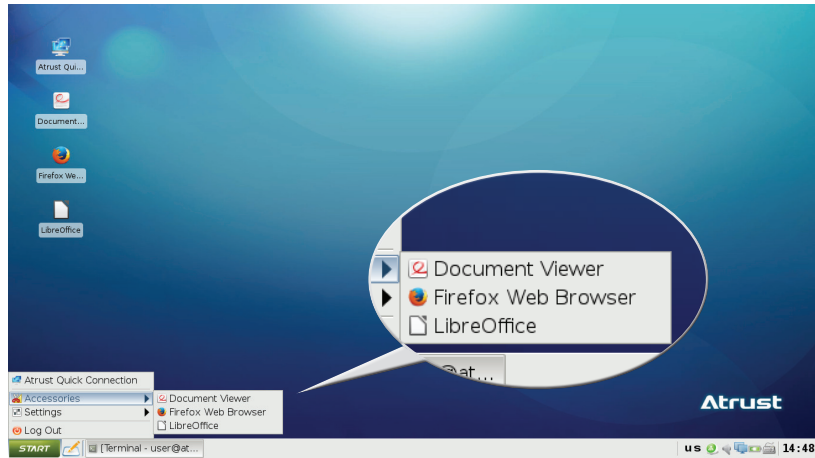 Atrust Qui...
Document...
Firefox We...
LibreOffice
Document Viewer
Firefox Web Browser
LibreOffice
@at...
Atrust Quick Connection
Accessories
Settings
Log Out
Document Viewer
Firefox Web Browser
LibreOffice
Atrust
START
[Terminal - user@at...
us
14:48